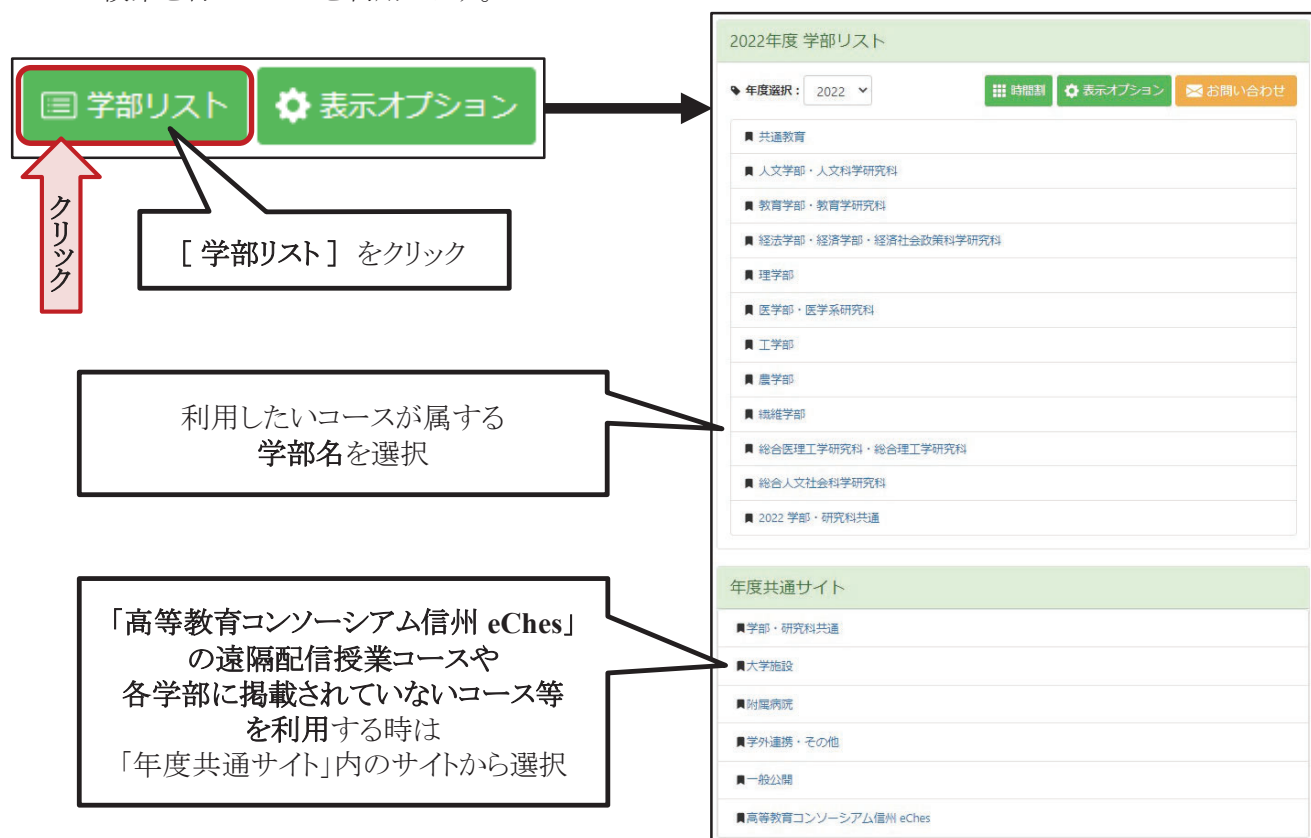 学部リスト
表示オプション
クリック
[ 学部リスト ] をクリック
利用したいコースが属する
学部名を選択
「高等教育コンソーシアム信州 eChes」
の遠隔配信授業コースや
各学部に掲載されていないコース等
を利用する時は
「年度共通サイト」内のサイトから選択
2022年度 学部リスト
年度選択： 2022
時間割
表示オプション
お問い合わせ
共通教育
人文学部・人文科学研究科
教育学部・教育学研究科
経法学部・経済学部・経済社会政策科学研究科
理学部
医学部・医学系研究科
工学部
農学部
繊維学部
総合医理工学研究科・総合理工学研究科
総合人文社会科学研究科
2022 学部・研究科共通
年度共通サイト
学部・研究科共通
大学施設
附属病院
学外連携・その他
一般公開
高等教育コンソーシアム信州 eChes